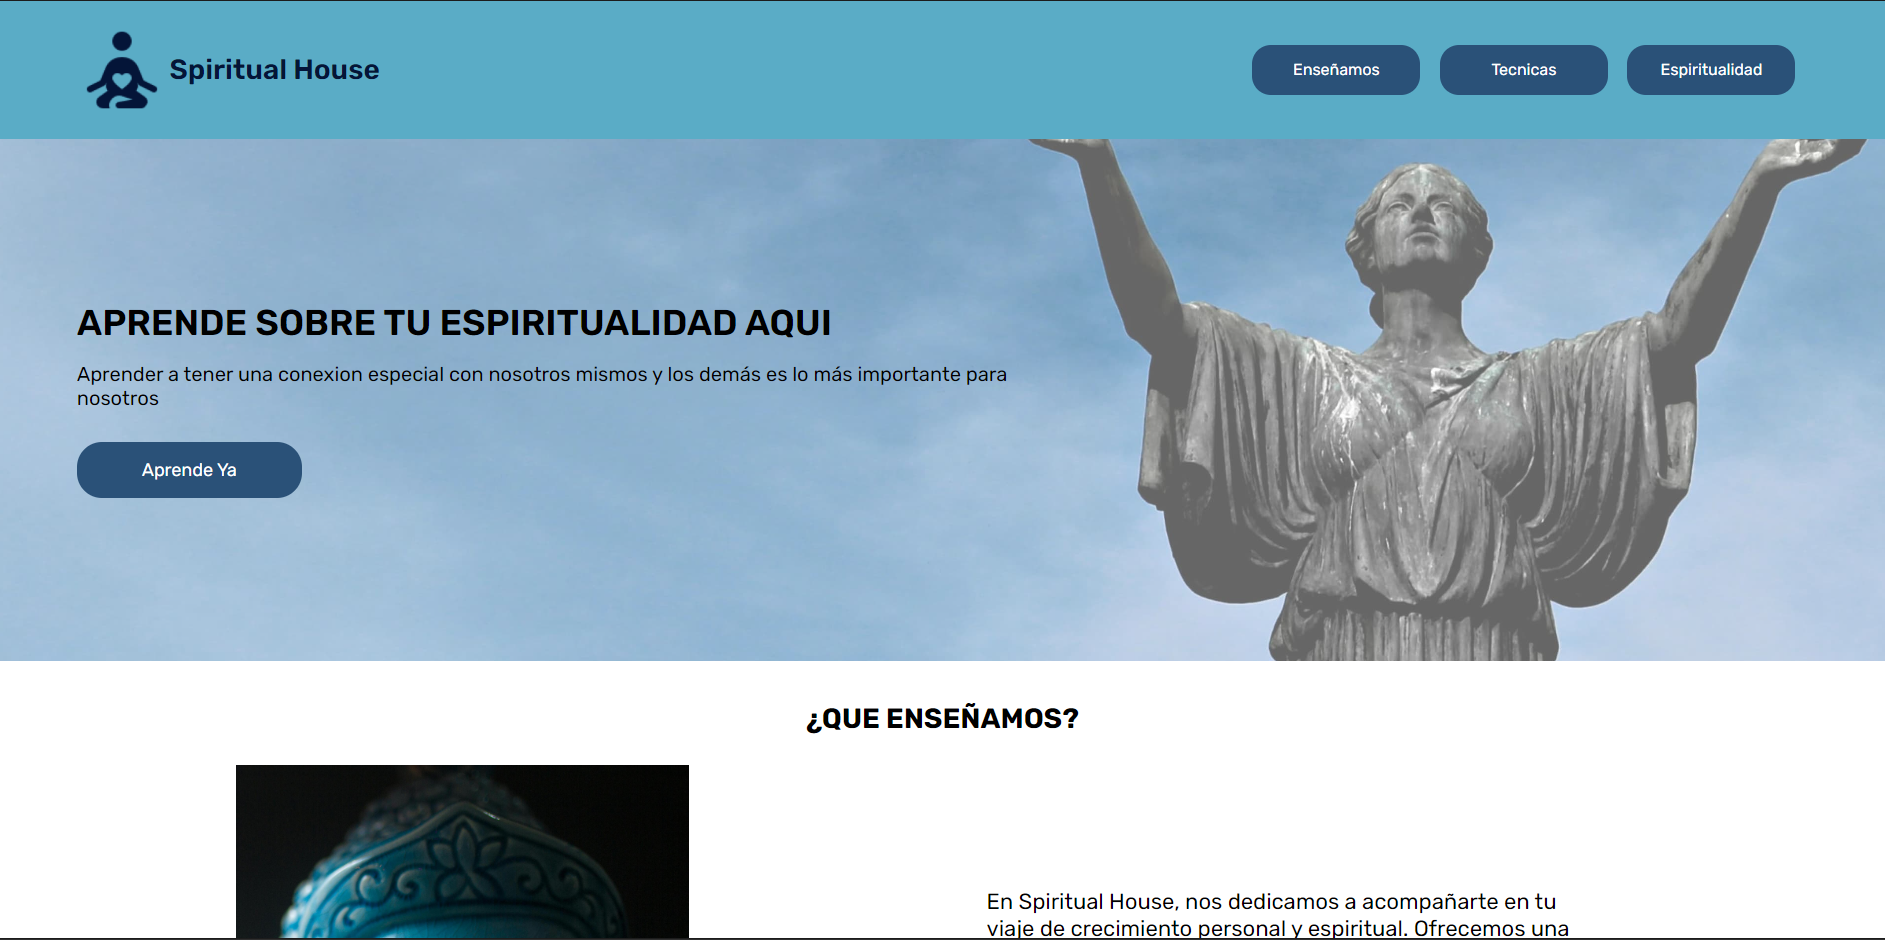 Spiritual House
Enseñamos
Tecnicas
Espiritualidad
APRENDE SOBRE TU ESPIRITUALIDAD AQUI
Aprender a tener una conexion especial con nosotros mismos y los demás es lo más importante para
nosotros
Aprende Ya
¿QUE ENSEÑAMOS?
En Spiritual House, nos dedicamos a acompañarte en tu
viaje de crecimiento personal y espiritual. Ofrecemos una